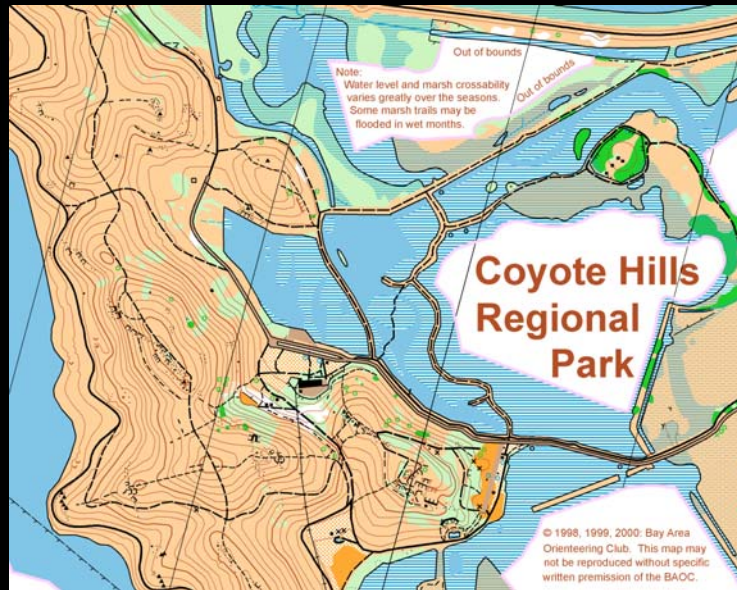 Out of bounds
Note:
Water level and marsh crossability
varies greatly over the seasons.
Some marsh trails may be
flooded in wet months.
Out of bounds
Coyote Hills
Regional
Park
© 1998, 1999, 2000: Bay Area
Orienteering Club. This map may
not be reproduced without specific
written premission of the BAOC.